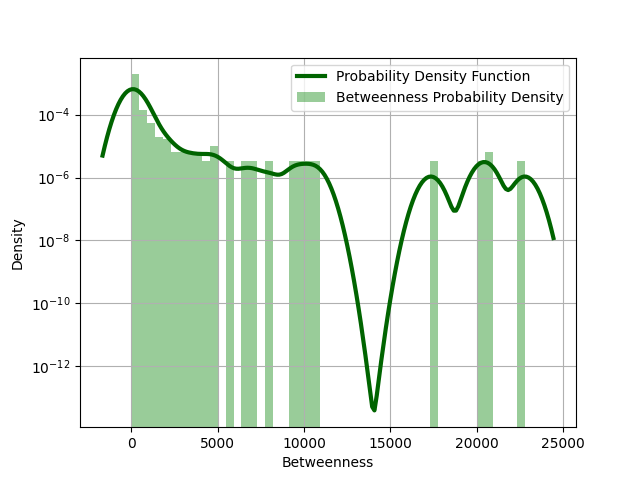 Probability Density Function
Betweenness Probability Density
Density
10⁻⁴
10⁻⁶
10⁻⁸
10⁻¹⁰
10⁻¹²
0 5000 10000 15000 20000 25000
Betweenness